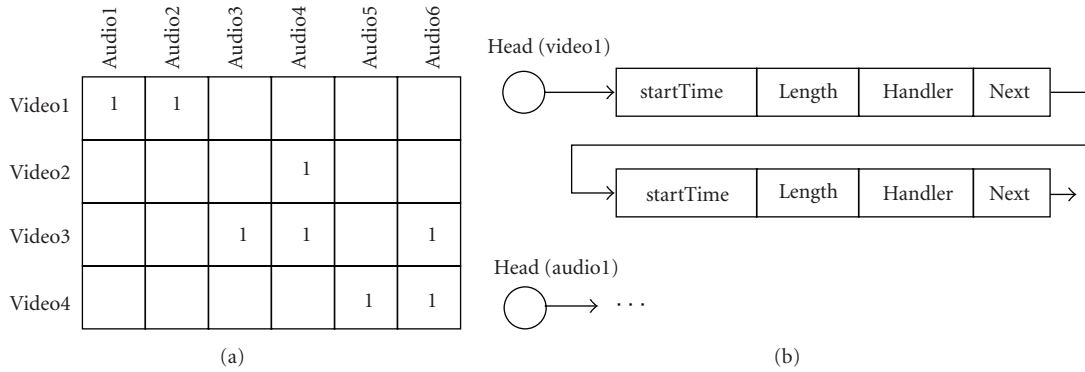 Audio1 Audio2 Audio3 Audio4 Audio5 Audio6
Video1 1 1
Video2 1
Video3 1 1 1
Video4 1 1
(a)
Head (video1)
startTime Length Handler Next
startTime Length Handler Next
Head (audio1)
· · ·
(b)